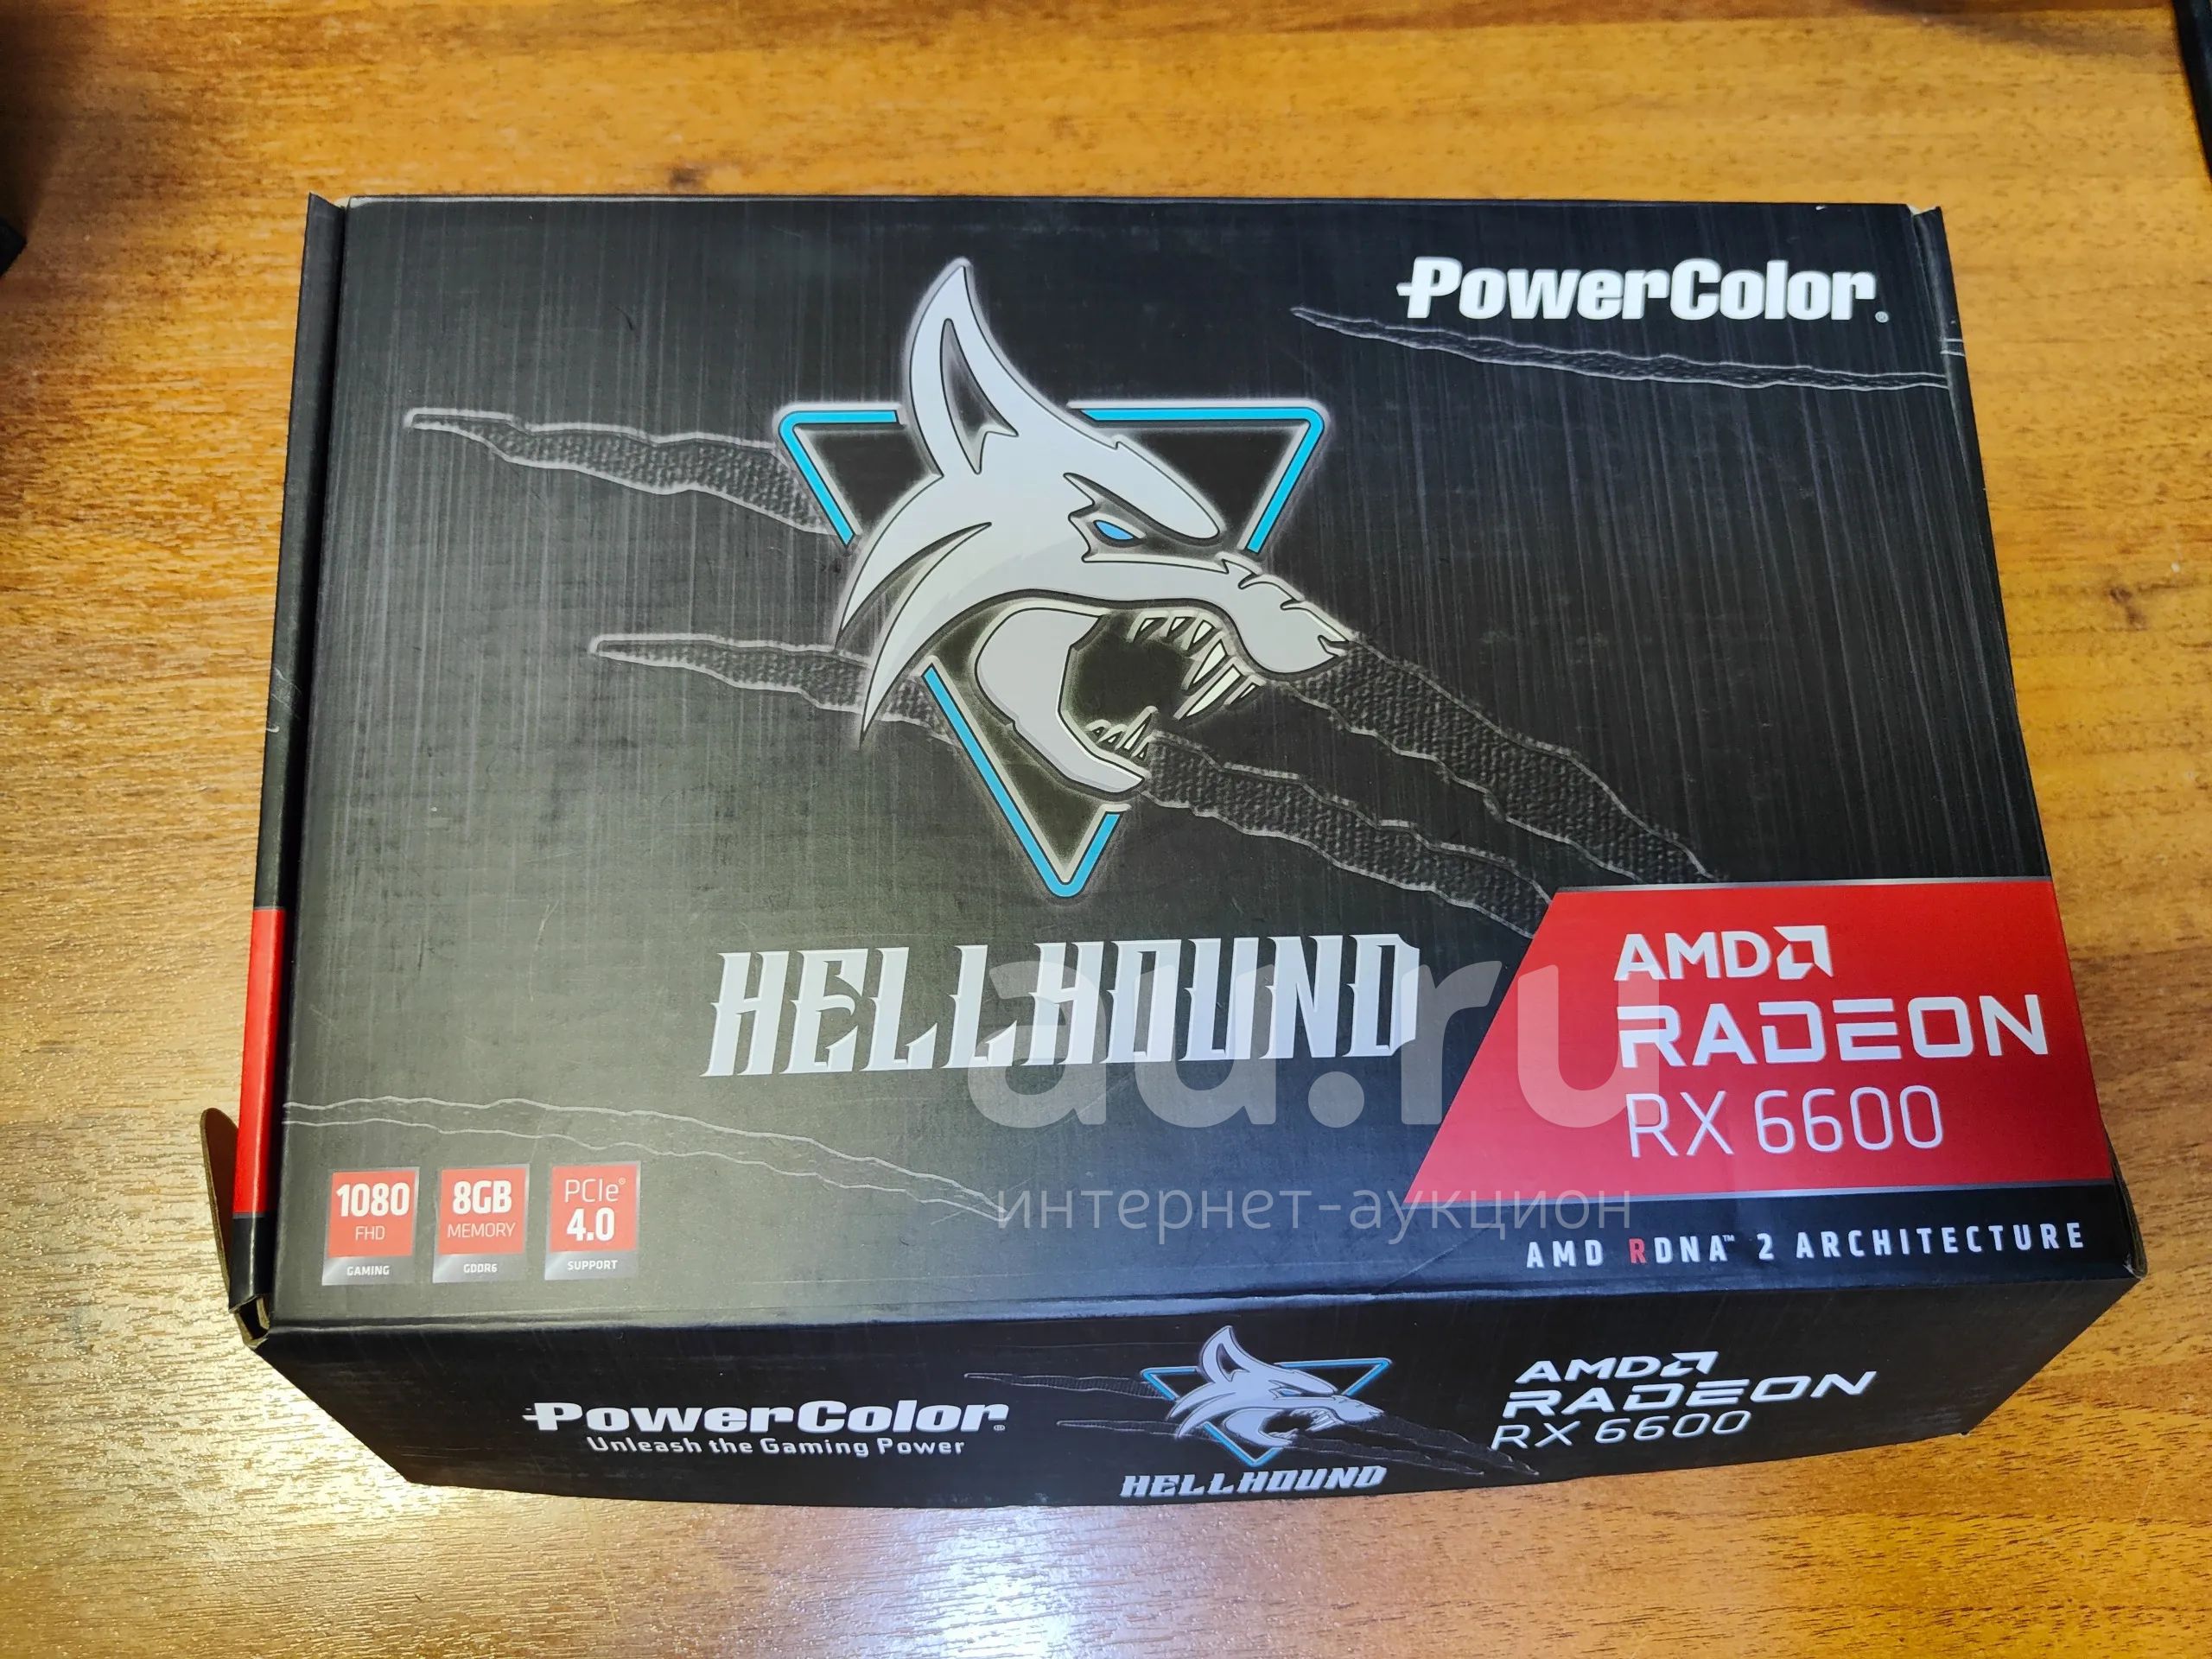 PowerColor®
HELLHOUND
AMD
RADEON
RX 6600
1080
FHD
GAMING
8GB
MEMORY
GDDR6
PCIe®
4.0
SUPPORT
AMD RDNA™ 2 ARCHITECTURE
au.ru
интернет-аукцион
PowerColor®
Unleash the Gaming Power
HELLHOUND
AMD
RADEON
RX 6600